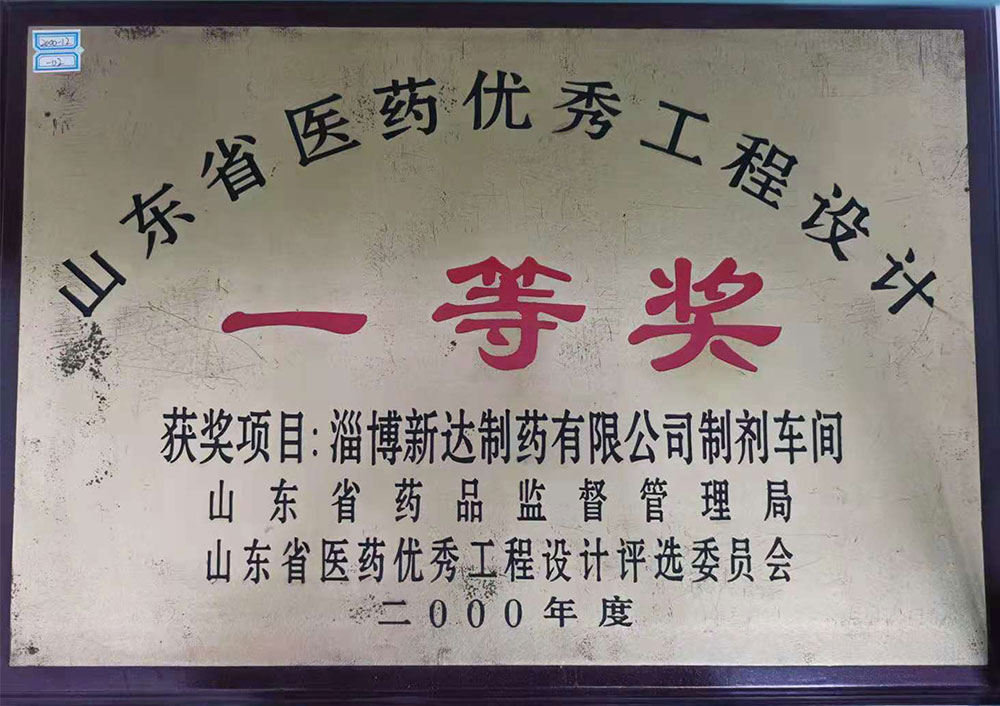 2000-12
-02
山东省医药优秀工程设计
一等奖
获奖项目:淄博新达制药有限公司制剂车间
山东省药品监督管理局
山东省医药优秀工程设计评选委员会
二000年度